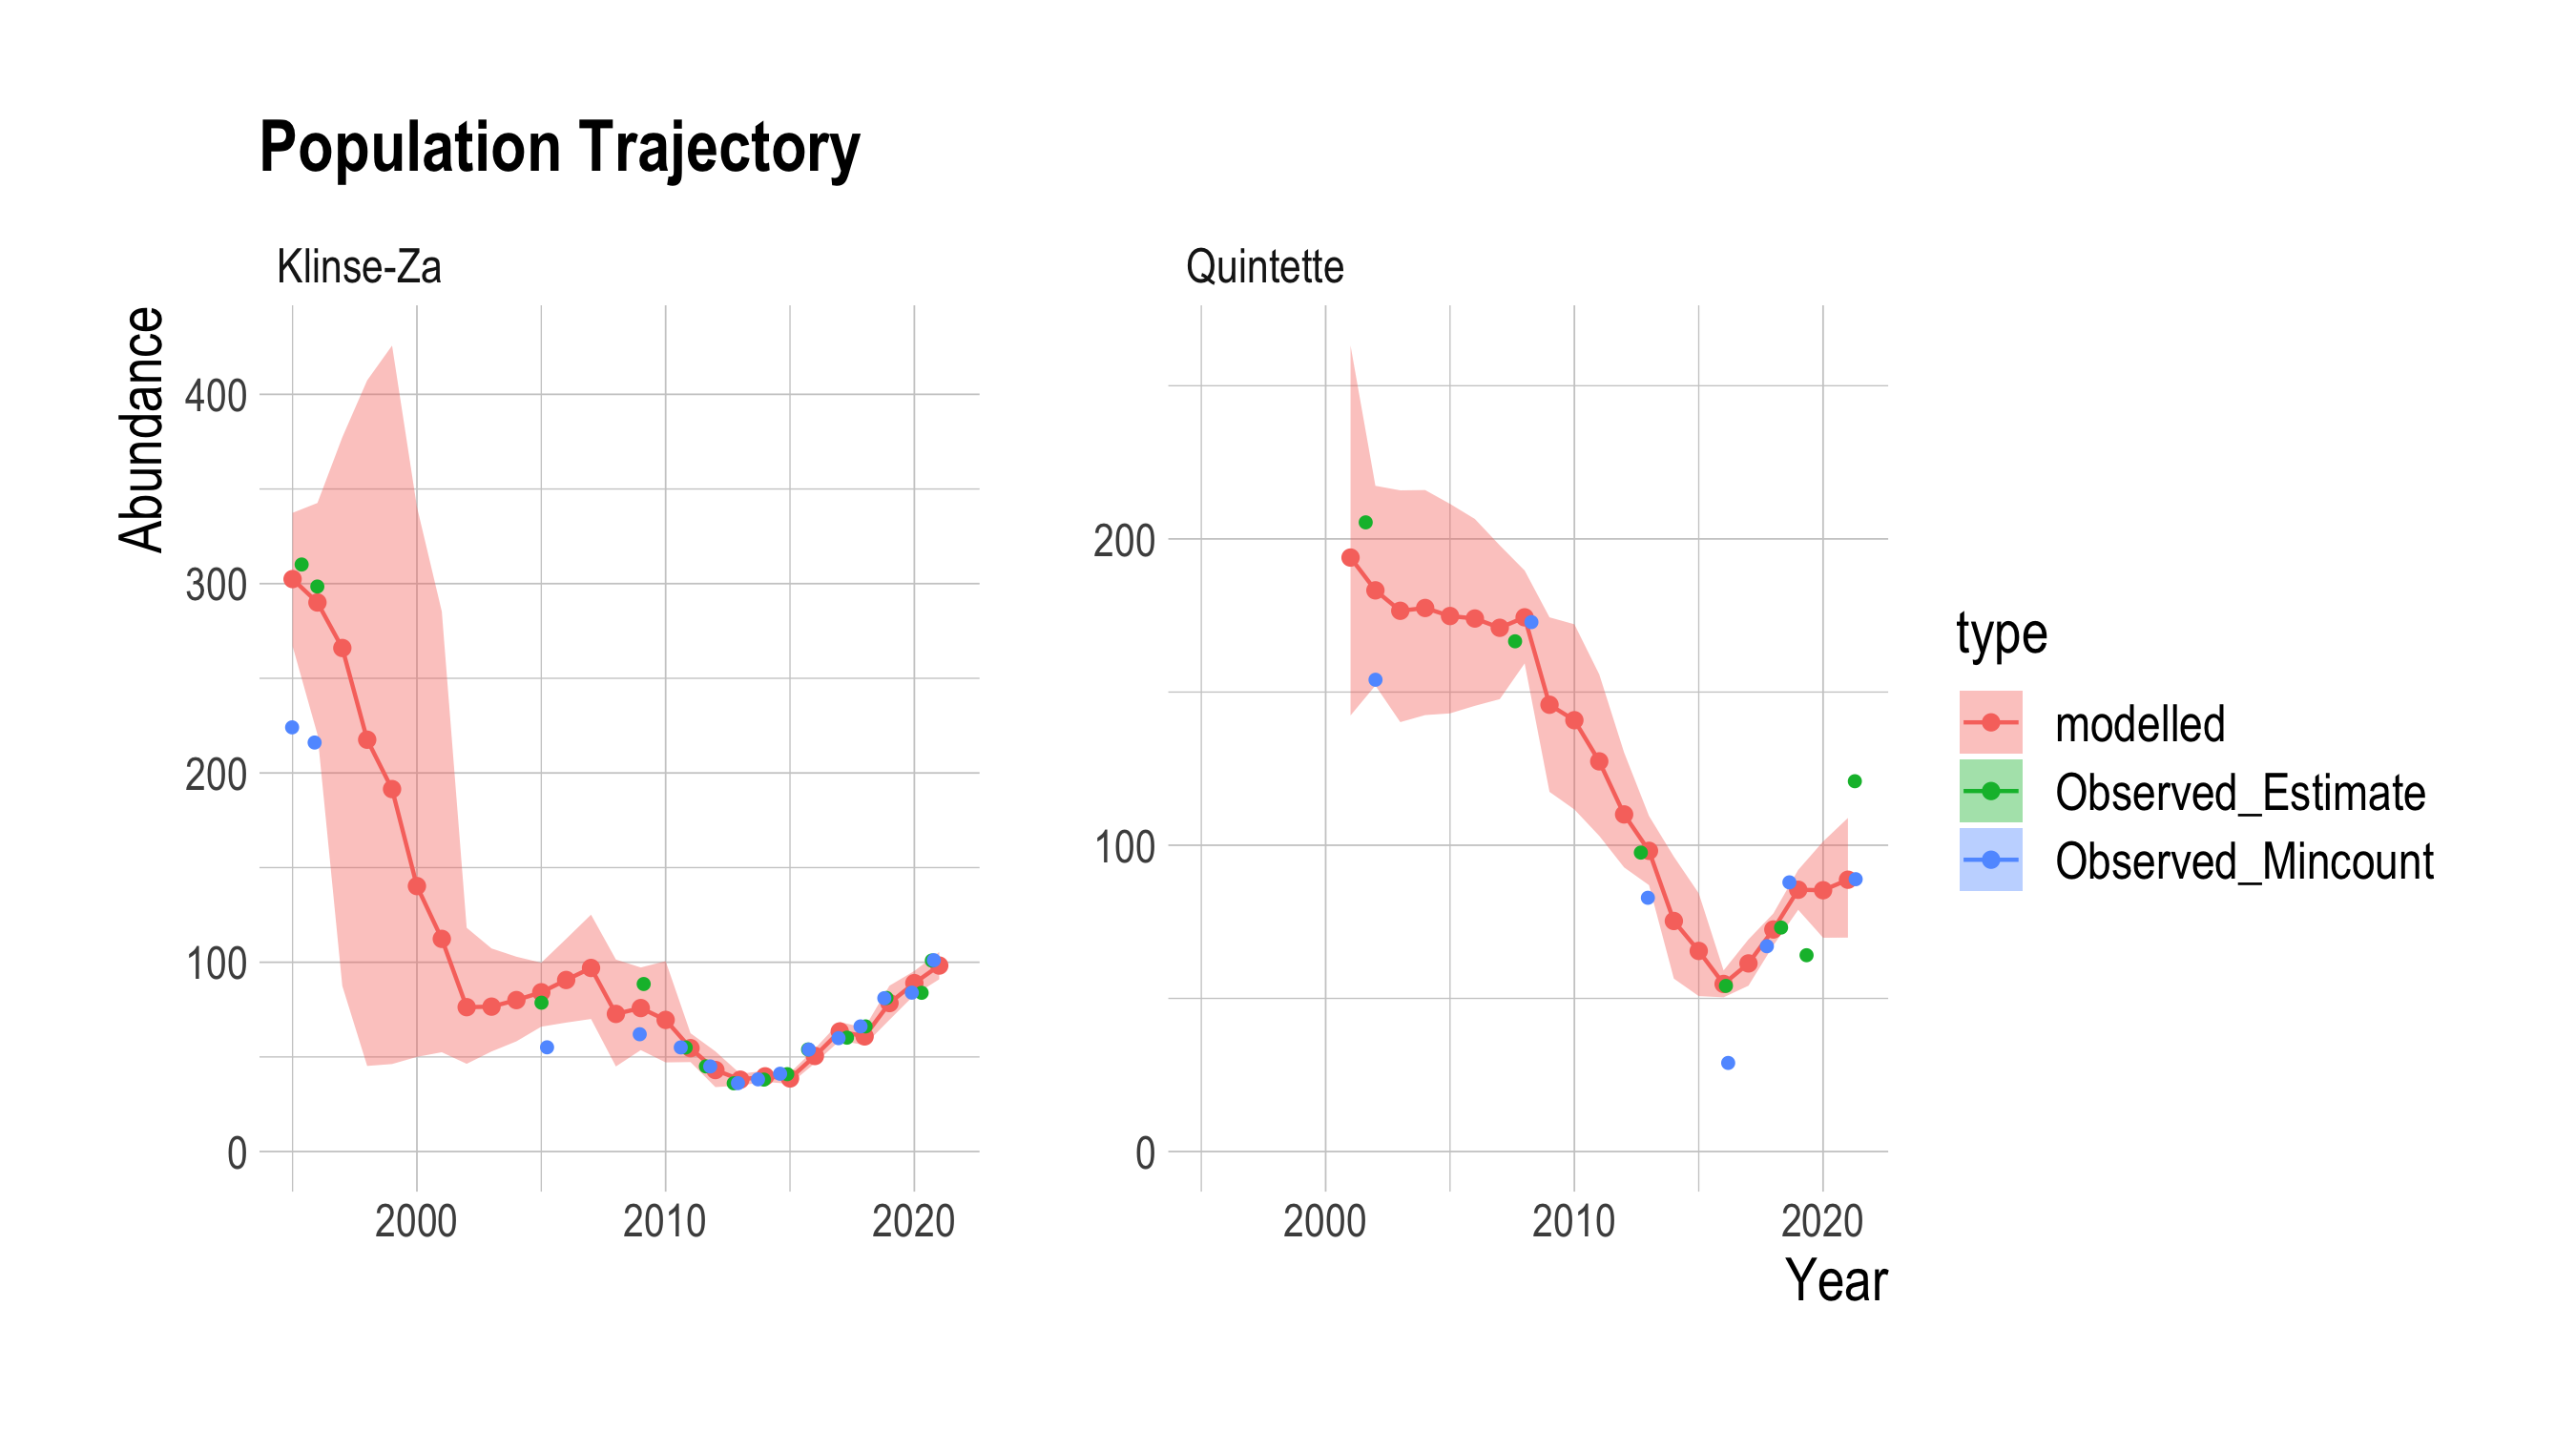 Population Trajectory
Klinse-Za
Quintette
Abundance
400
300
200
100
0
200
100
0
2000
2010
2020
2000
2010
2020
Year
type
modelled
Observed_Estimate
Observed_Mincount